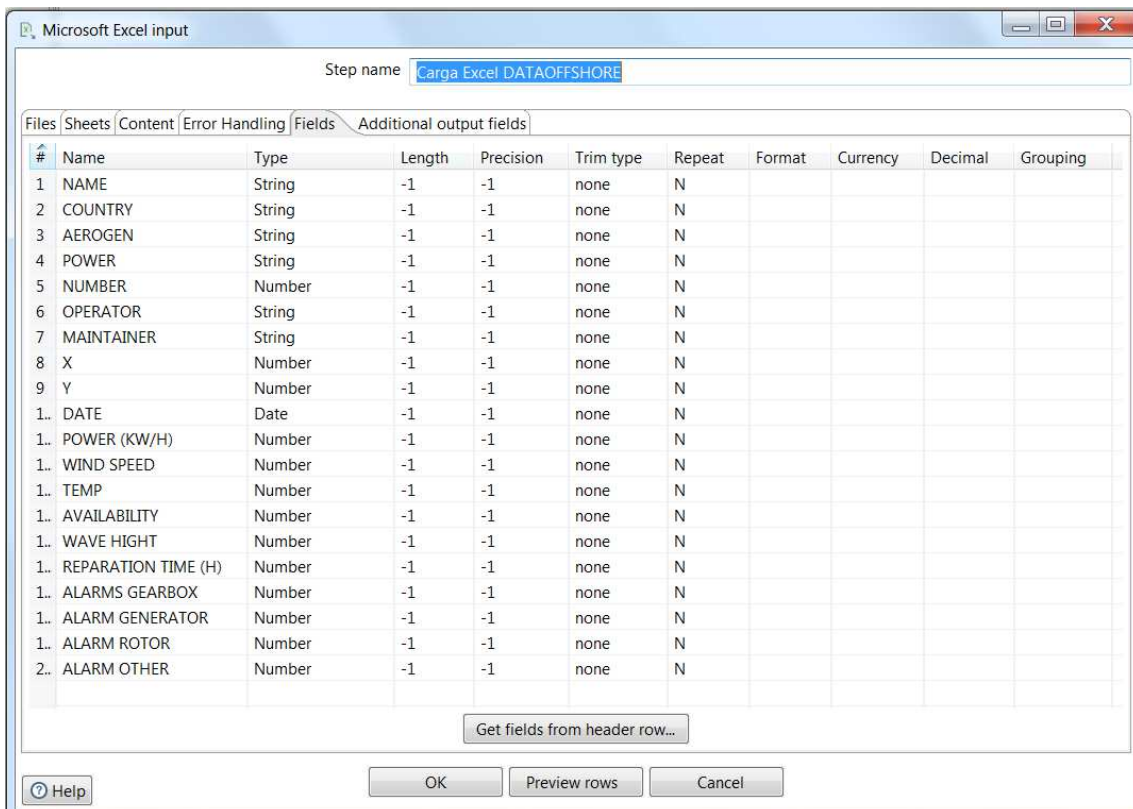 Microsoft Excel input
Step name Carga Excel DATAOFFSHORE
Files Sheets Content Error Handling Fields Additional output fields
# Name Type Length Precision Trim type Repeat Format Currency Decimal Grouping
1 NAME String -1 -1 none N
2 COUNTRY String -1 -1 none N
3 AEROGEN String -1 -1 none N
4 POWER String -1 -1 none N
5 NUMBER Number -1 -1 none N
6 OPERATOR String -1 -1 none N
7 MAINTAINER String -1 -1 none N
8 X Number -1 -1 none N
9 Y Number -1 -1 none N
1.. DATE Date -1 -1 none N
1.. POWER (KW/H) Number -1 -1 none N
1.. WIND SPEED Number -1 -1 none N
1.. TEMP Number -1 -1 none N
1.. AVAILABILITY Number -1 -1 none N
1.. WAVE HIGHT Number -1 -1 none N
1.. REPARATION TIME (H) Number -1 -1 none N
1.. ALARMS GEARBOX Number -1 -1 none N
1.. ALARM GENERATOR Number -1 -1 none N
1.. ALARM ROTOR Number -1 -1 none N
2.. ALARM OTHER Number -1 -1 none N
Get fields from header row...
Help OK Preview rows Cancel